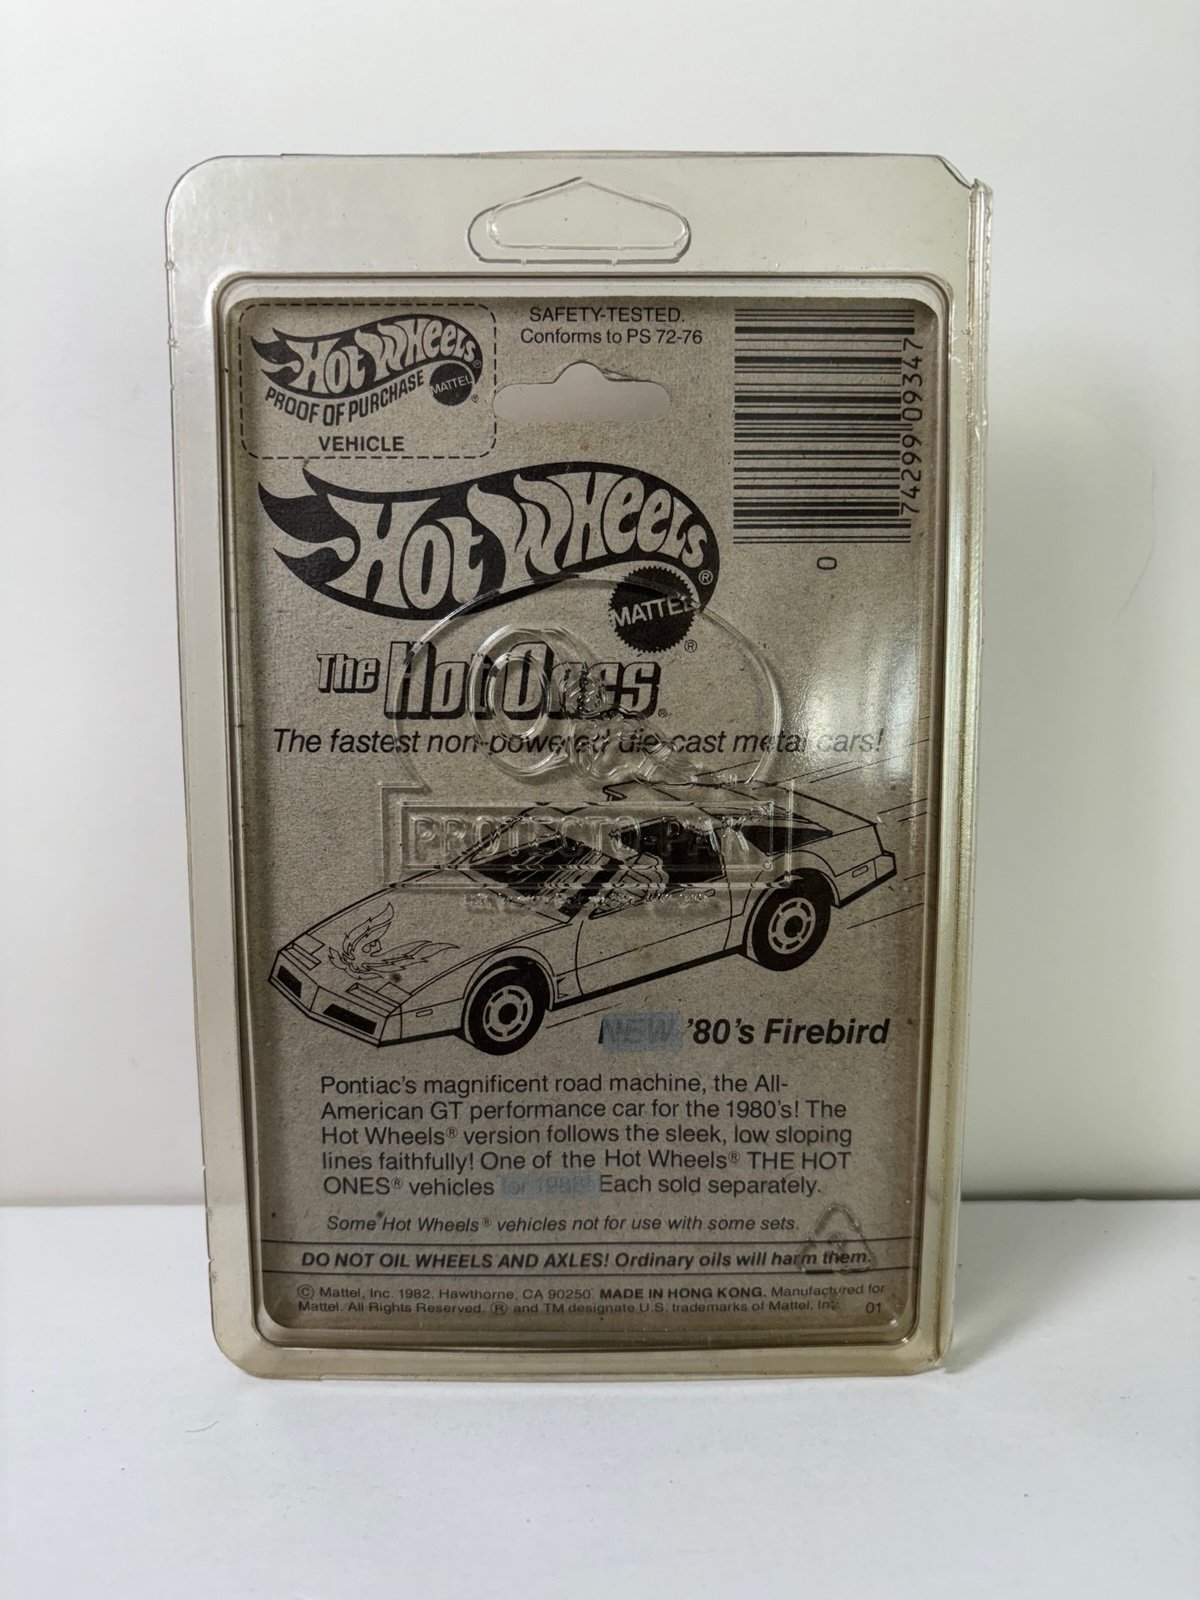 Hot Wheels®
PROOF OF PURCHASE
MATTEL®
VEHICLE
SAFETY-TESTED.
Conforms to PS 72-76
74299 09347
0
Hot Wheels®
MATTEL®
The Hot Ones®
The fastest non-powered die-cast metal cars!
PROTECTO-PAK
NEW '80's Firebird
Pontiac's magnificent road machine, the All-
American GT performance car for the 1980's! The
Hot Wheels® version follows the sleek, low sloping
lines faithfully! One of the Hot Wheels® THE HOT
ONES® vehicles for Each sold separately.
Some Hot Wheels® vehicles not for use with some sets.
DO NOT OIL WHEELS AND AXLES! Ordinary oils will harm them.
© Mattel, Inc. 1982. Hawthorne, CA 90250. MADE IN HONG KONG. Manufactured for
Mattel. All Rights Reserved. ® and TM designate U.S. trademarks of Mattel, Inc. 01